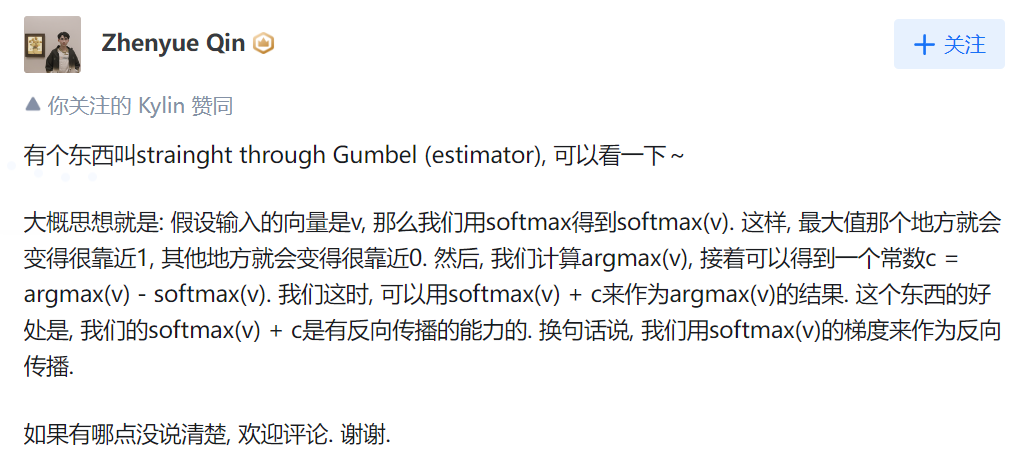 Zhenyue Qin
+ 关注
你关注的 Kylin 赞同
有个东西叫strainght through Gumbel (estimator), 可以看一下~
大概思想就是: 假设输入的向量是v, 那么我们用softmax得到softmax(v). 这样, 最大值那个地方就会
变得很靠近1, 其他地方就会变得很靠近0. 然后, 我们计算argmax(v), 接着可以得到一个常数c =
argmax(v) - softmax(v). 我们这时, 可以用softmax(v) + c来作为argmax(v)的结果. 这个东西的好
处是, 我们的softmax(v) + c是有反向传播的能力的. 换句话说, 我们用softmax(v)的梯度来作为反向
传播.
如果有哪点没说清楚, 欢迎评论. 谢谢.